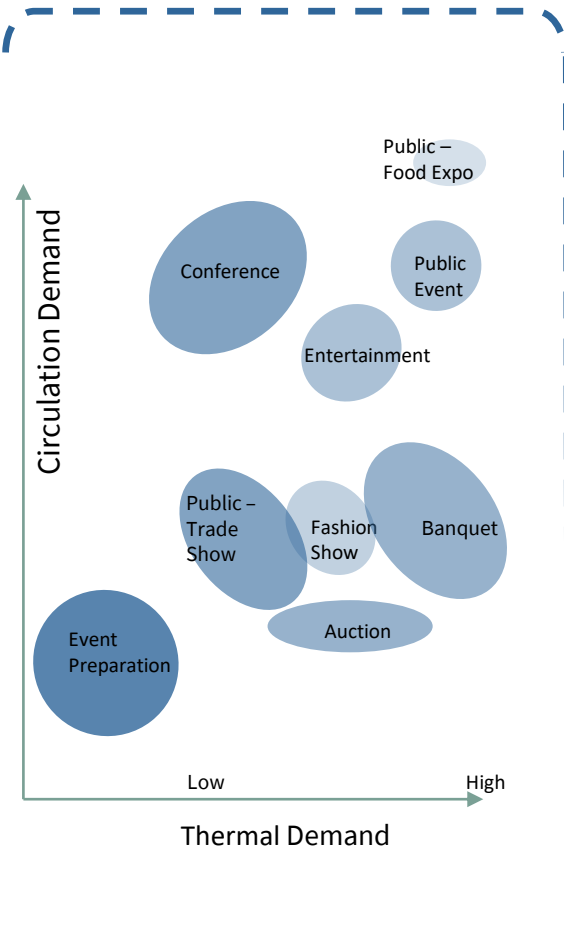 Public –
Food Expo
Circulation Demand
Conference
Public
Event
Entertainment
Public –
Trade
Show
Fashion
Show
Banquet
Auction
Event
Preparation
Low
High
Thermal Demand